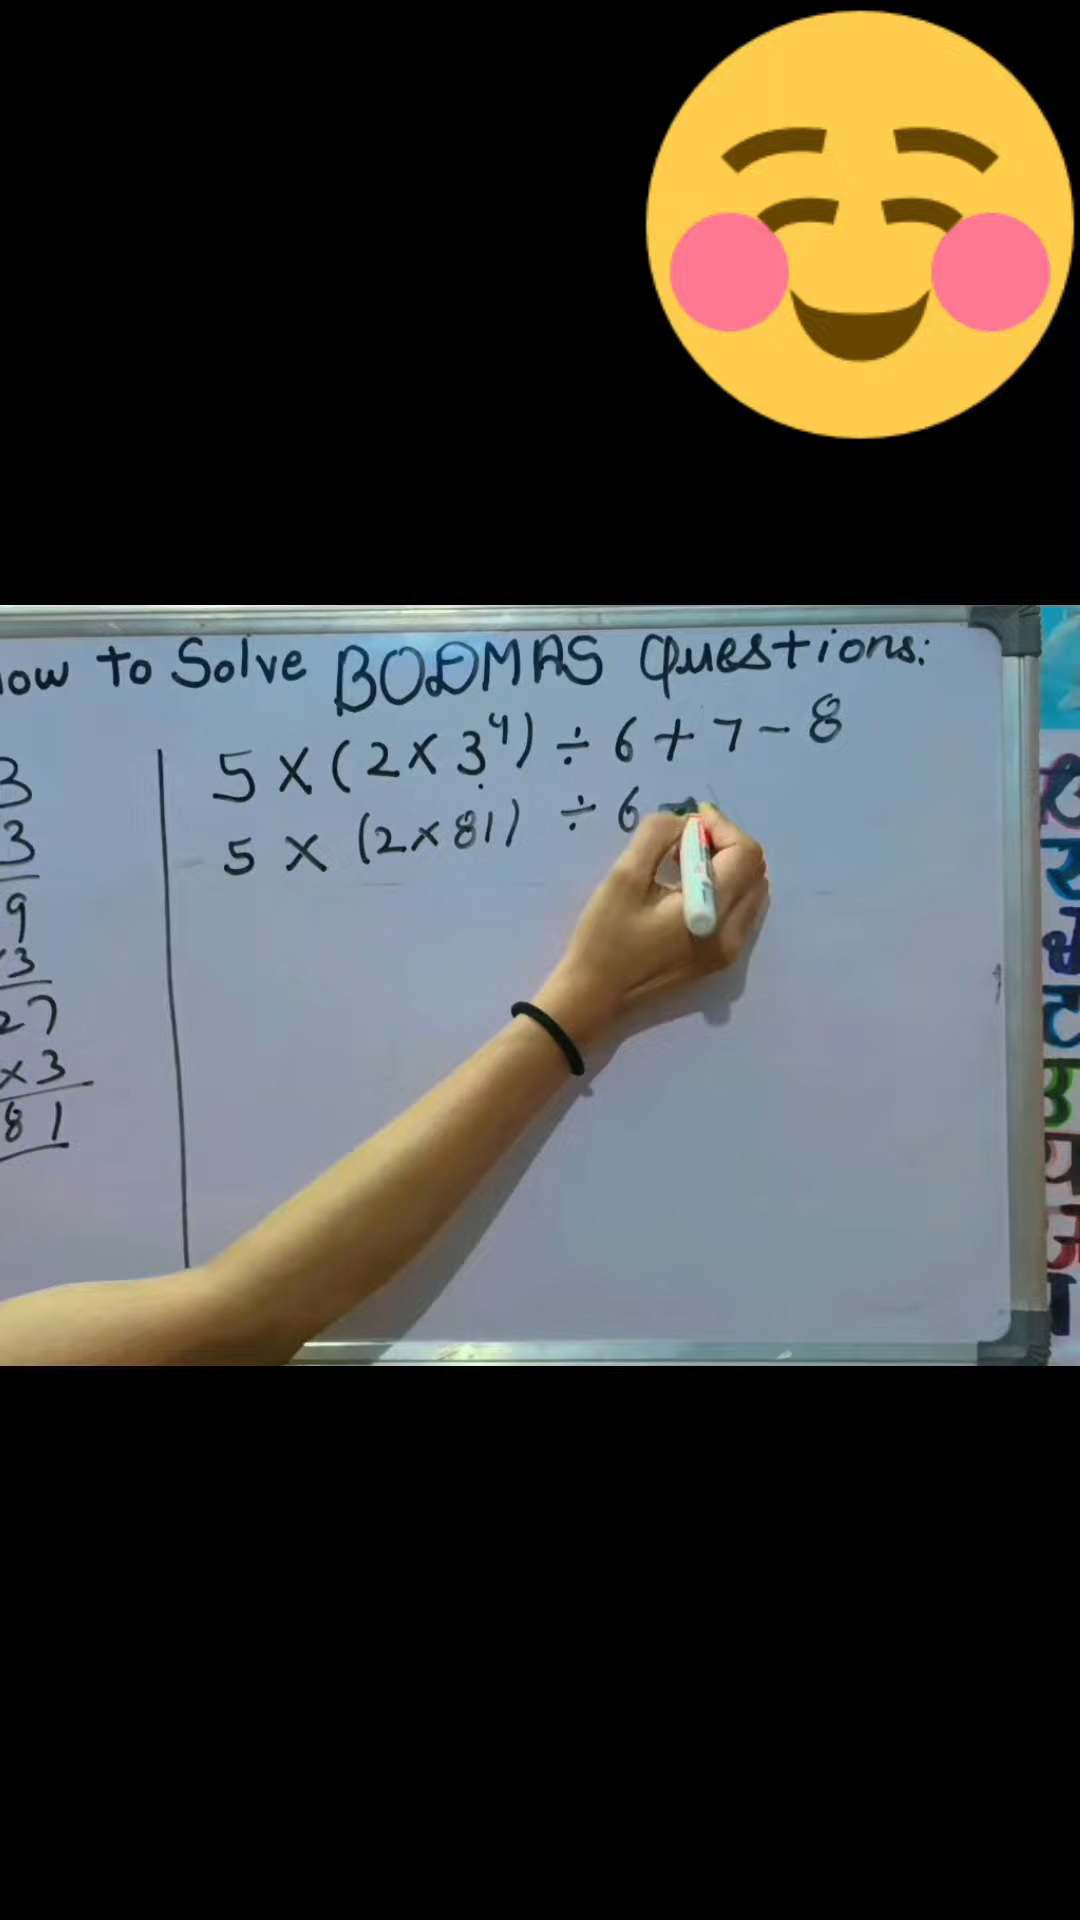 How to Solve BODMAS Questions:
5 × (2 × 3⁴) ÷ 6 + 7 - 8
5 × (2 × 81) ÷ 6
3
3
9
×3
27
×3
81